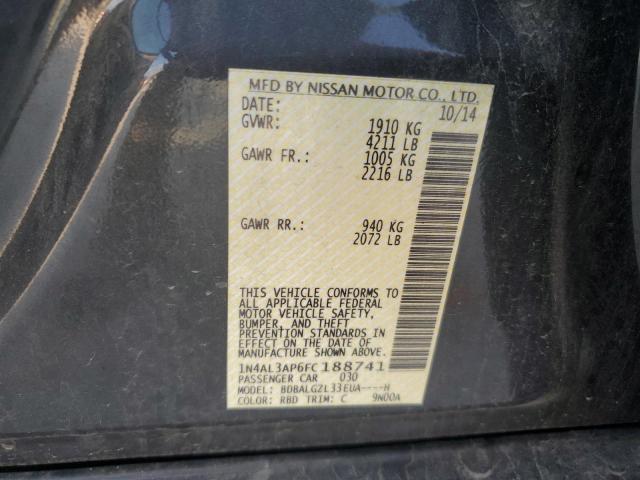 MFD BY NISSAN MOTOR CO., LTD.
DATE: 10/14
GVWR: 1910 KG
4211 LB
GAWR FR.: 1005 KG
2216 LB
GAWR RR.: 940 KG
2072 LB
THIS VEHICLE CONFORMS TO
ALL APPLICABLE FEDERAL
MOTOR VEHICLE SAFETY,
BUMPER, AND THEFT
PREVENTION STANDARDS IN
EFFECT ON THE DATE OF
MANUFACTURE SHOWN ABOVE.
1N4AL3AP6FC188741
PASSENGER CAR 030
MODEL: BDBALGZL33EUA----H
COLOR: RBD TRIM: C 9N00A